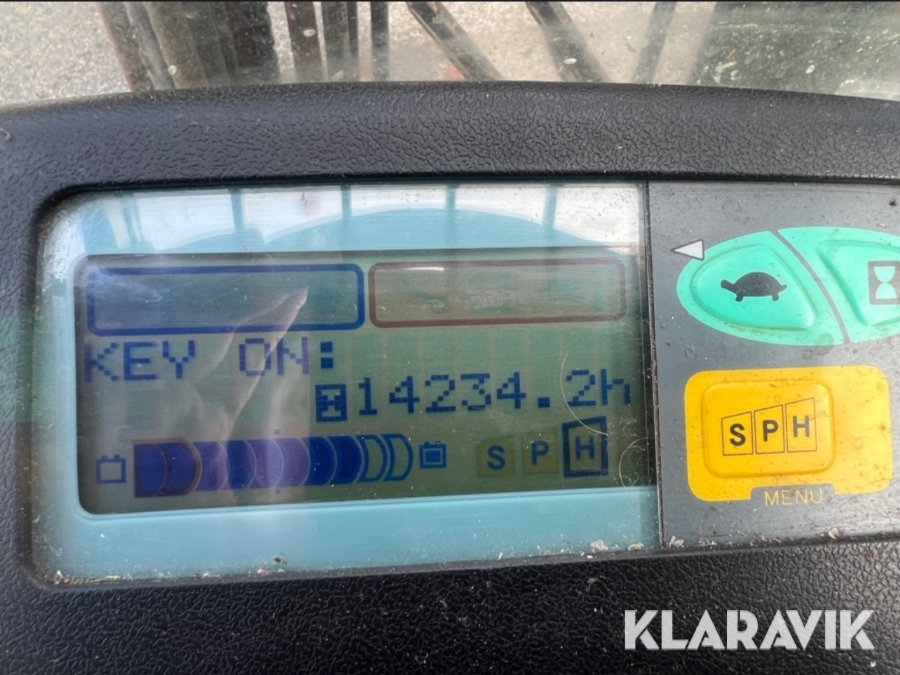 KEY ON:
14234.2h
S P H
S P H
MENU
KLARAVIK